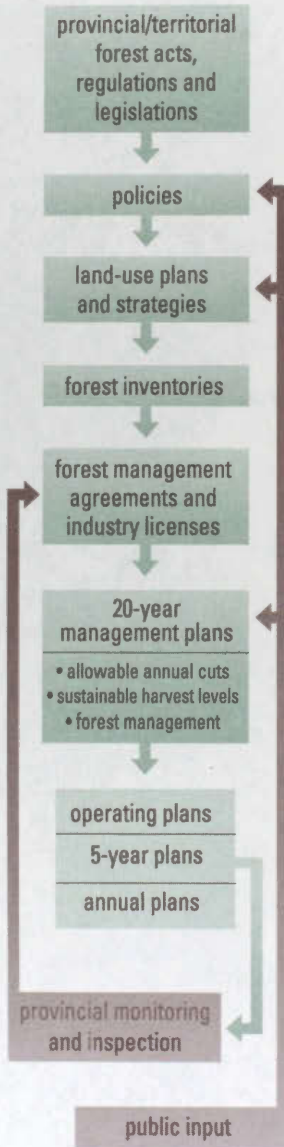 provincial/territorial
forest acts,
regulations and
legislations
policies
land-use plans
and strategies
forest inventories
forest management
agreements and
industry licenses
20-year
management plans
• allowable annual cuts
• sustainable harvest levels
• forest management
operating plans
5-year plans
annual plans
provincial monitoring
and inspection
public input